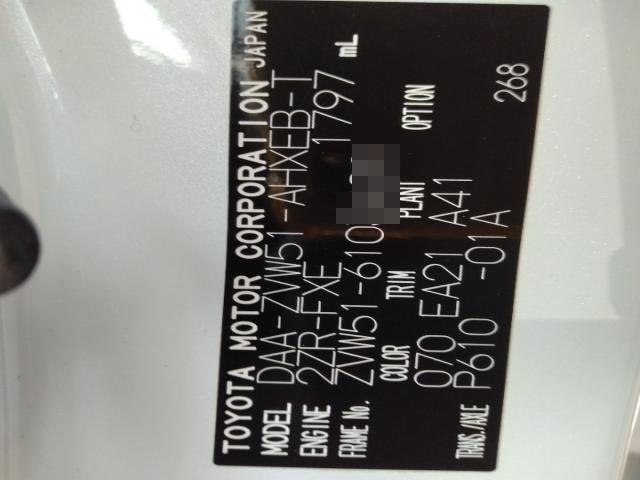 TOYOTA MOTOR CORPORATION JAPAN
MODEL DAA-ZVW51-AHXEB-T
ENGINE 2ZR-FXE 1797 mL
FRAME No. ZVW51-610
COLOR TRIM PLANT OPTION
070 EA21 A41
TRANS./AXLE P610 -01A
268